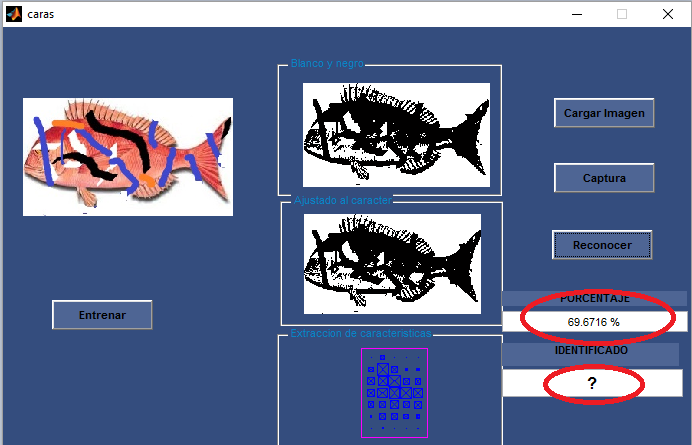 caras
Blanco y negro
Cargar Imagen
Captura
Ajustado al caracter
Reconocer
PORCENTAJE
69.6716 %
Entrenar
Extraccion de caracteristicas
IDENTIFICADO
?